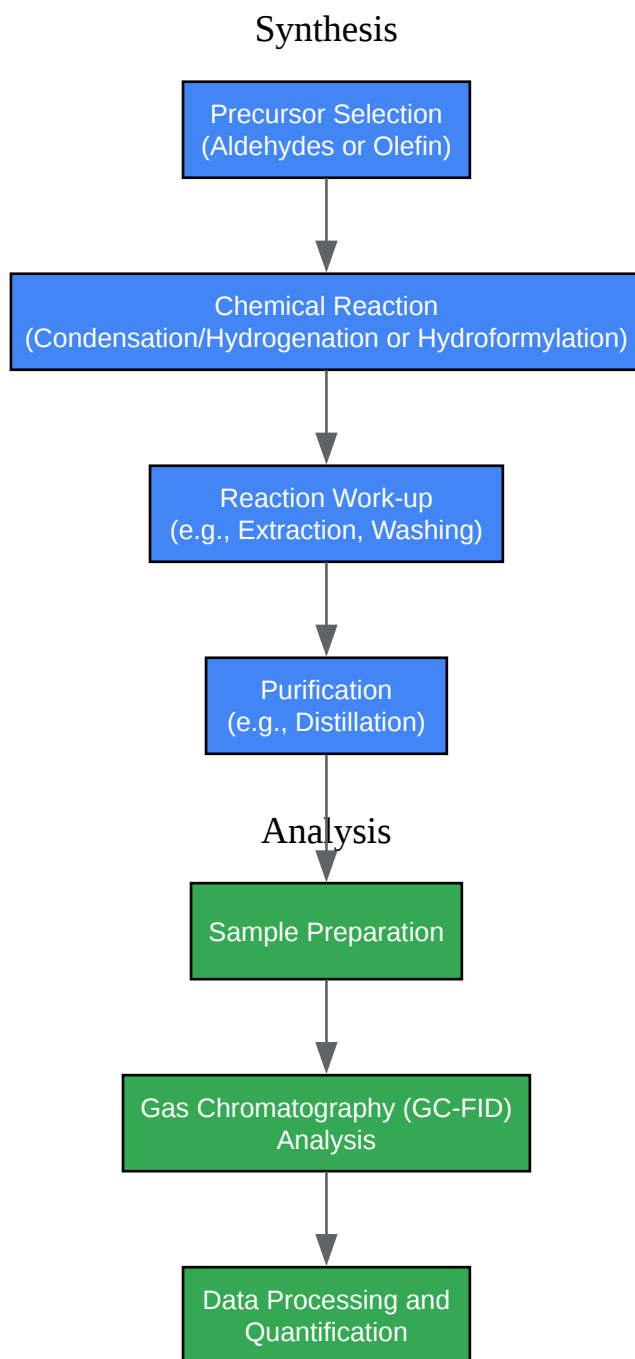 Synthesis
Precursor Selection
(Aldehydes or Olefin)
Chemical Reaction
(Condensation/Hydrogenation or Hydroformylation)
Reaction Work-up
(e.g., Extraction, Washing)
Purification
(e.g., Distillation)
Analysis
Sample Preparation
Gas Chromatography (GC-FID)
Analysis
Data Processing and
Quantification